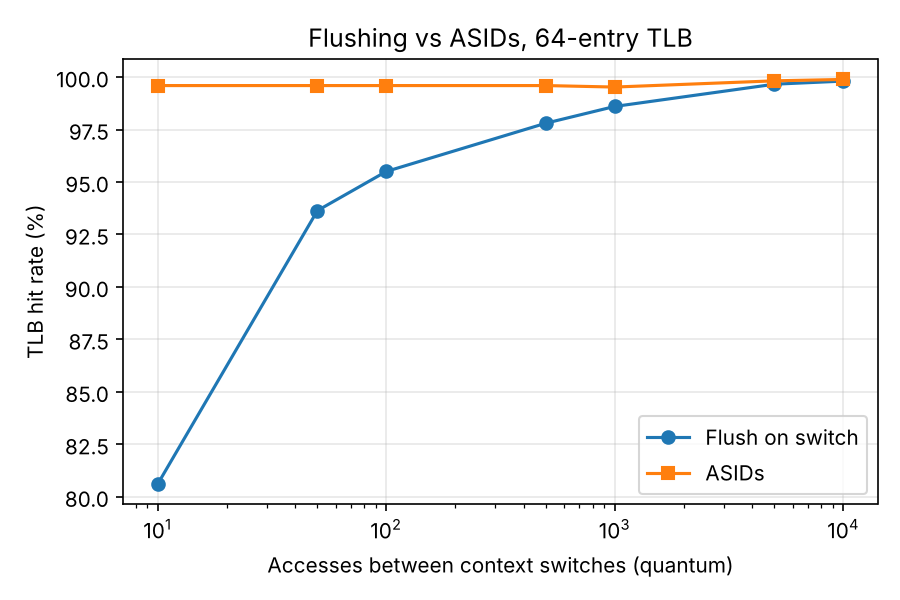 Flushing vs ASIDs, 64-entry TLB
TLB hit rate (%)
100.0
97.5
95.0
92.5
90.0
87.5
85.0
82.5
80.0
Flush on switch
ASIDs
10¹
10²
10³
10⁴
Accesses between context switches (quantum)